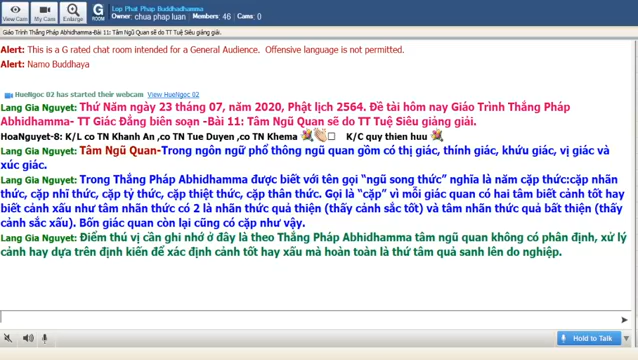 View Cam
My Cam
Enlarge
G
ROOM
Lop Phat Phap Buddhadhamma
Owner: chua phap luan Members: 46 Cams: 0
Giáo Trình Thắng Pháp Abhidhamma-Bài 11: Tâm Ngũ Quan Sẽ do TT Tuệ Siêu giảng giải.
Alert: This is a G rated chat room intended for a General Audience. Offensive language is not permitted.
Alert: Namo Buddhaya
HueNgoc 02 has started their webcam View HueNgoc 02
Lang Gia Nguyet: Thứ Năm ngày 23 tháng 07, năm 2020, Phật lịch 2564. Đề tài hôm nay Giáo Trình Thắng Pháp
Abhidhamma- TT Giác Đẳng biên soạn -Bài 11: Tâm Ngũ Quan sẽ do TT Tuệ Siêu giảng giải.
HoaNguyet-8: K/L co TN Khanh An ,co TN Tue Duyen ,co TN Khema K/C quy thien huu
Lang Gia Nguyet: Tâm Ngũ Quan-Trong ngôn ngữ phổ thông ngũ quan gồm có thị giác, thính giác, khứu giác, vị giác và
xúc giác.
Lang Gia Nguyet: Trong Thắng Pháp Abhidhamma được biết với tên gọi “ngũ song thức” nghĩa là năm cặp thức:cặp nhãn
thức, cặp nhĩ thức, cặp tỷ thức, cặp thiệt thức, cặp thân thức. Gọi là “cặp” vì mỗi giác quan có hai tâm biết cảnh tốt hay
biết cảnh xấu như tâm nhãn thức có 2 là nhãn thức quả thiện (thấy cảnh sắc tốt) và tâm nhãn thức quả bất thiện (thấy
cảnh sắc xấu). Bốn giác quan còn lại cũng có cặp như vậy.
Lang Gia Nguyet: Điểm thú vị cần ghi nhớ ở đây là theo Thắng Pháp Abhidhamma tâm ngũ quan không có phân định, xử lý
cảnh hay dựa trên định kiến để xác định cảnh tốt hay xấu mà hoàn toàn là thứ tâm quả sanh lên do nghiệp.
Hold to Talk